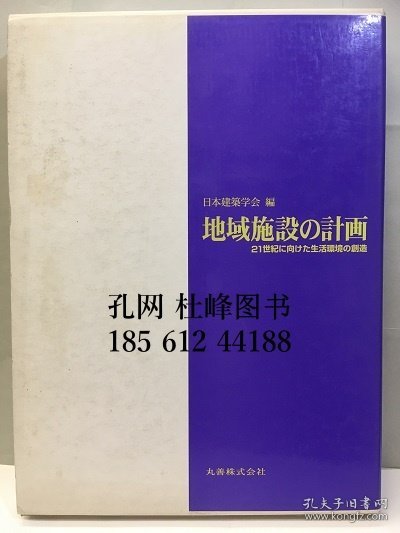 日本建築学会 編
地域施設の計画
21世紀に向けた生活環境の創造
孔网 杜峰图书
185 612 44188
丸善株式会社
孔夫子旧书网
www.kongfz.com